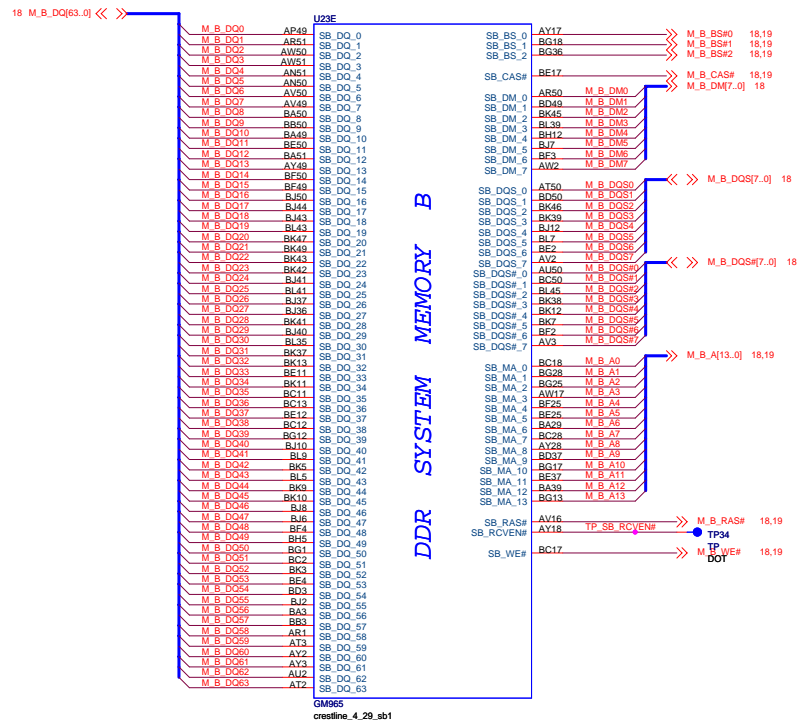 U23E
18 M_B_DQ[63..0]
M_B_DQ0 AP49 SB_DQ_0
M_B_DQ1 AR51 SB_DQ_1
M_B_DQ2 AW50 SB_DQ_2
M_B_DQ3 AW51 SB_DQ_3
M_B_DQ4 AN51 SB_DQ_4
M_B_DQ5 AN50 SB_DQ_5
M_B_DQ6 AV50 SB_DQ_6
M_B_DQ7 AV49 SB_DQ_7
M_B_DQ8 BA50 SB_DQ_8
M_B_DQ9 BB50 SB_DQ_9
M_B_DQ10 BA49 SB_DQ_10
M_B_DQ11 BE50 SB_DQ_11
M_B_DQ12 BA51 SB_DQ_12
M_B_DQ13 AY49 SB_DQ_13
M_B_DQ14 BF50 SB_DQ_14
M_B_DQ15 BF49 SB_DQ_15
M_B_DQ16 BJ50 SB_DQ_16
M_B_DQ17 BJ44 SB_DQ_17
M_B_DQ18 BJ43 SB_DQ_18
M_B_DQ19 BL43 SB_DQ_19
M_B_DQ20 BK47 SB_DQ_20
M_B_DQ21 BK49 SB_DQ_21
M_B_DQ22 BK43 SB_DQ_22
M_B_DQ23 BK42 SB_DQ_23
M_B_DQ24 BJ41 SB_DQ_24
M_B_DQ25 BL41 SB_DQ_25
M_B_DQ26 BJ37 SB_DQ_26
M_B_DQ27 BJ36 SB_DQ_27
M_B_DQ28 BK41 SB_DQ_28
M_B_DQ29 BJ40 SB_DQ_29
M_B_DQ30 BL35 SB_DQ_30
M_B_DQ31 BK37 SB_DQ_31
M_B_DQ32 BK13 SB_DQ_32
M_B_DQ33 BE11 SB_DQ_33
M_B_DQ34 BK11 SB_DQ_34
M_B_DQ35 BC11 SB_DQ_35
M_B_DQ36 BC13 SB_DQ_36
M_B_DQ37 BE12 SB_DQ_37
M_B_DQ38 BC12 SB_DQ_38
M_B_DQ39 BG12 SB_DQ_39
M_B_DQ40 BJ10 SB_DQ_40
M_B_DQ41 BL9 SB_DQ_41
M_B_DQ42 BK5 SB_DQ_42
M_B_DQ43 BL5 SB_DQ_43
M_B_DQ44 BK9 SB_DQ_44
M_B_DQ45 BK10 SB_DQ_45
M_B_DQ46 BJ8 SB_DQ_46
M_B_DQ47 BJ6 SB_DQ_47
M_B_DQ48 BF4 SB_DQ_48
M_B_DQ49 BH5 SB_DQ_49
M_B_DQ50 BG1 SB_DQ_50
M_B_DQ51 BC2 SB_DQ_51
M_B_DQ52 BK3 SB_DQ_52
M_B_DQ53 BE4 SB_DQ_53
M_B_DQ54 BD3 SB_DQ_54
M_B_DQ55 BJ2 SB_DQ_55
M_B_DQ56 BA3 SB_DQ_56
M_B_DQ57 BB3 SB_DQ_57
M_B_DQ58 AR1 SB_DQ_58
M_B_DQ59 AT3 SB_DQ_59
M_B_DQ60 AY2 SB_DQ_60
M_B_DQ61 AY3 SB_DQ_61
M_B_DQ62 AU2 SB_DQ_62
M_B_DQ63 AT2 SB_DQ_63
DDR SYSTEM MEMORY B
SB_BS_0 AY17 M_B_BS#0 18,19
SB_BS_1 BG18 M_B_BS#1 18,19
SB_BS_2 BG36 M_B_BS#2 18,19
SB_CAS# BE17 M_B_CAS# 18,19
M_B_DM[7..0] 18
SB_DM_0 AR50 M_B_DM0
SB_DM_1 BD49 M_B_DM1
SB_DM_2 BK45 M_B_DM2
SB_DM_3 BL39 M_B_DM3
SB_DM_4 BH12 M_B_DM4
SB_DM_5 BJ7 M_B_DM5
SB_DM_6 BF3 M_B_DM6
SB_DM_7 AW2 M_B_DM7
M_B_DQS[7..0] 18
SB_DQS_0 AT50 M_B_DQS0
SB_DQS_1 BD50 M_B_DQS1
SB_DQS_2 BK46 M_B_DQS2
SB_DQS_3 BK39 M_B_DQS3
SB_DQS_4 BJ12 M_B_DQS4
SB_DQS_5 BL7 M_B_DQS5
SB_DQS_6 BE2 M_B_DQS6
SB_DQS_7 AV2 M_B_DQS7
M_B_DQS#[7..0] 18
SB_DQS#_0 AU50 M_B_DQS#0
SB_DQS#_1 BC50 M_B_DQS#1
SB_DQS#_2 BL45 M_B_DQS#2
SB_DQS#_3 BK38 M_B_DQS#3
SB_DQS#_4 BK12 M_B_DQS#4
SB_DQS#_5 BK7 M_B_DQS#5
SB_DQS#_6 BF2 M_B_DQS#6
SB_DQS#_7 AV3 M_B_DQS#7
M_B_A[13..0] 18,19
SB_MA_0 BC18 M_B_A0
SB_MA_1 BG28 M_B_A1
SB_MA_2 BG25 M_B_A2
SB_MA_3 AW17 M_B_A3
SB_MA_4 BF25 M_B_A4
SB_MA_5 BE25 M_B_A5
SB_MA_6 BA29 M_B_A6
SB_MA_7 BC28 M_B_A7
SB_MA_8 AY28 M_B_A8
SB_MA_9 BD37 M_B_A9
SB_MA_10 BG17 M_B_A10
SB_MA_11 BE37 M_B_A11
SB_MA_12 BA39 M_B_A12
SB_MA_13 BG13 M_B_A13
SB_RAS# AV16 M_B_RAS# 18,19
SB_RCVEN# AY18 TP_SB_RCVEN# TP34
TP
SB_WE# BC17 M_B_WE# 18,19
DOT
GM965
crestline_4_29_sb1